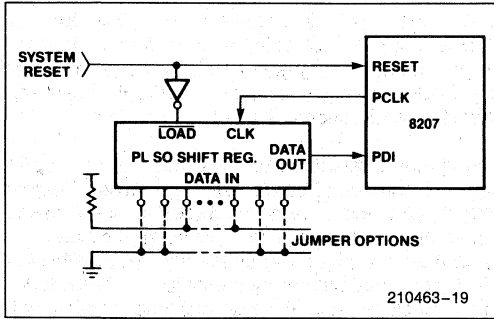 SYSTEM
RESET
RESET
PCLK
8207
PDI
LOAD CLK
DATA
OUT
PL SO SHIFT REG.
DATA IN
JUMPER OPTIONS
210463-19